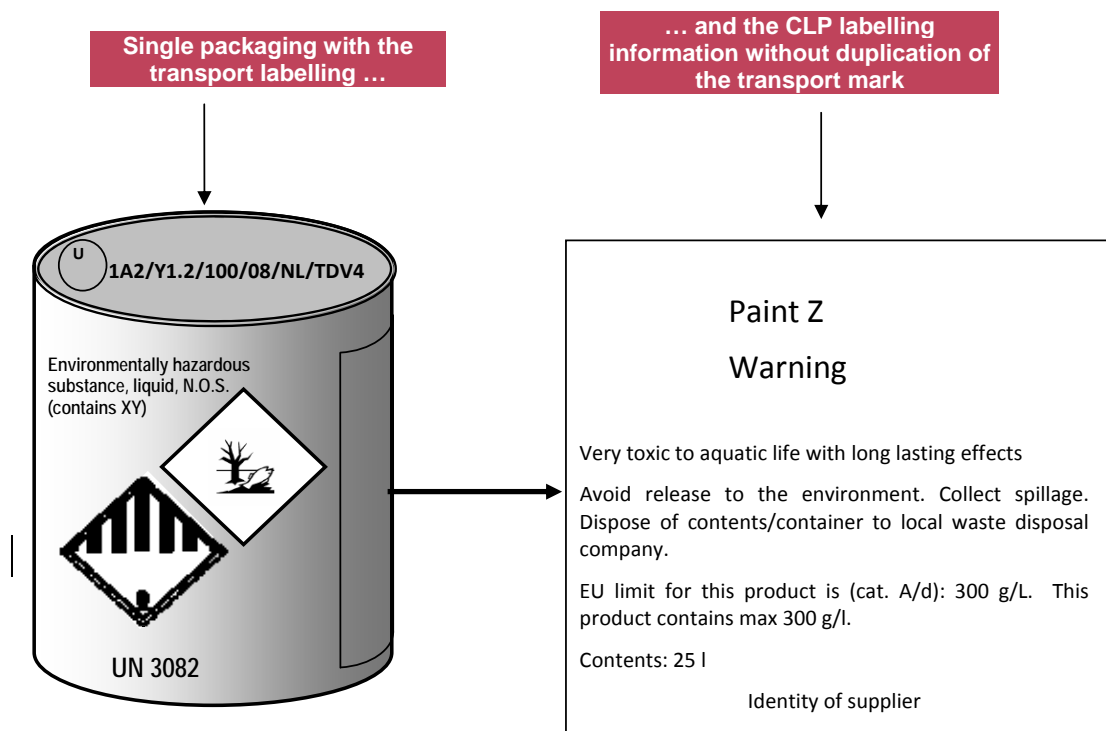 Single packaging with the
transport labelling …
… and the CLP labelling
information without duplication of
the transport mark
U
1A2/Y1.2/100/08/NL/TDV4
Environmentally hazardous
substance, liquid, N.O.S.
(contains XY)
UN 3082
Paint Z
Warning
Very toxic to aquatic life with long lasting effects
Avoid release to the environment. Collect spillage.
Dispose of contents/container to local waste disposal
company.
EU limit for this product is (cat. A/d): 300 g/L. This
product contains max 300 g/l.
Contents: 25 l
Identity of supplier